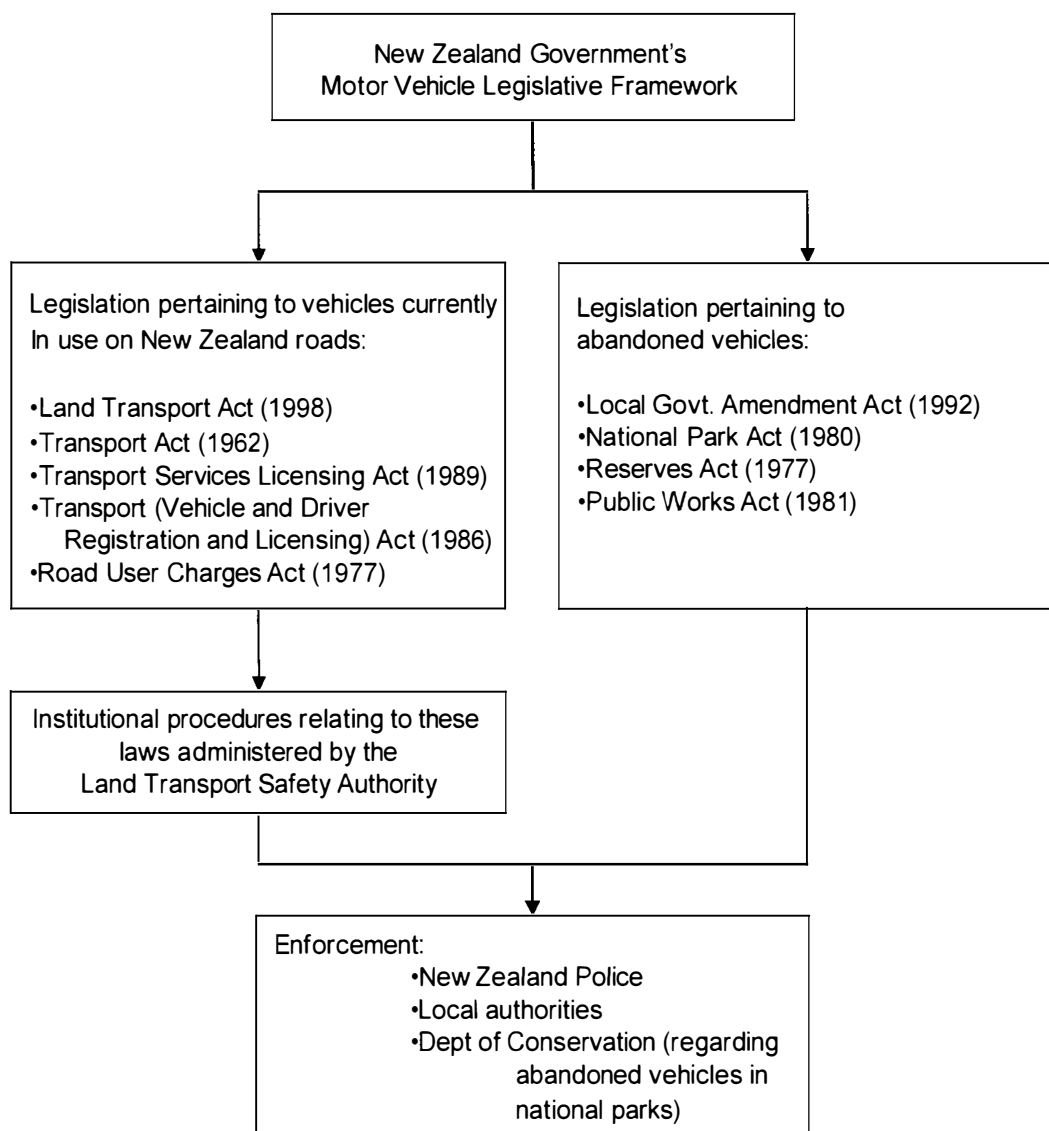 New Zealand Government's
Motor Vehicle Legislative Framework
Legislation pertaining to vehicles currently
In use on New Zealand roads:
•Land Transport Act (1998)
•Transport Act (1962)
•Transport Services Licensing Act (1989)
•Transport (Vehicle and Driver
Registration and Licensing) Act (1986)
•Road User Charges Act (1977)
Legislation pertaining to
abandoned vehicles:
•Local Govt. Amendment Act (1992)
•National Park Act (1980)
•Reserves Act (1977)
•Public Works Act (1981)
Institutional procedures relating to these
laws administered by the
Land Transport Safety Authority
Enforcement:
•New Zealand Police
•Local authorities
•Dept of Conservation (regarding
abandoned vehicles in
national parks)